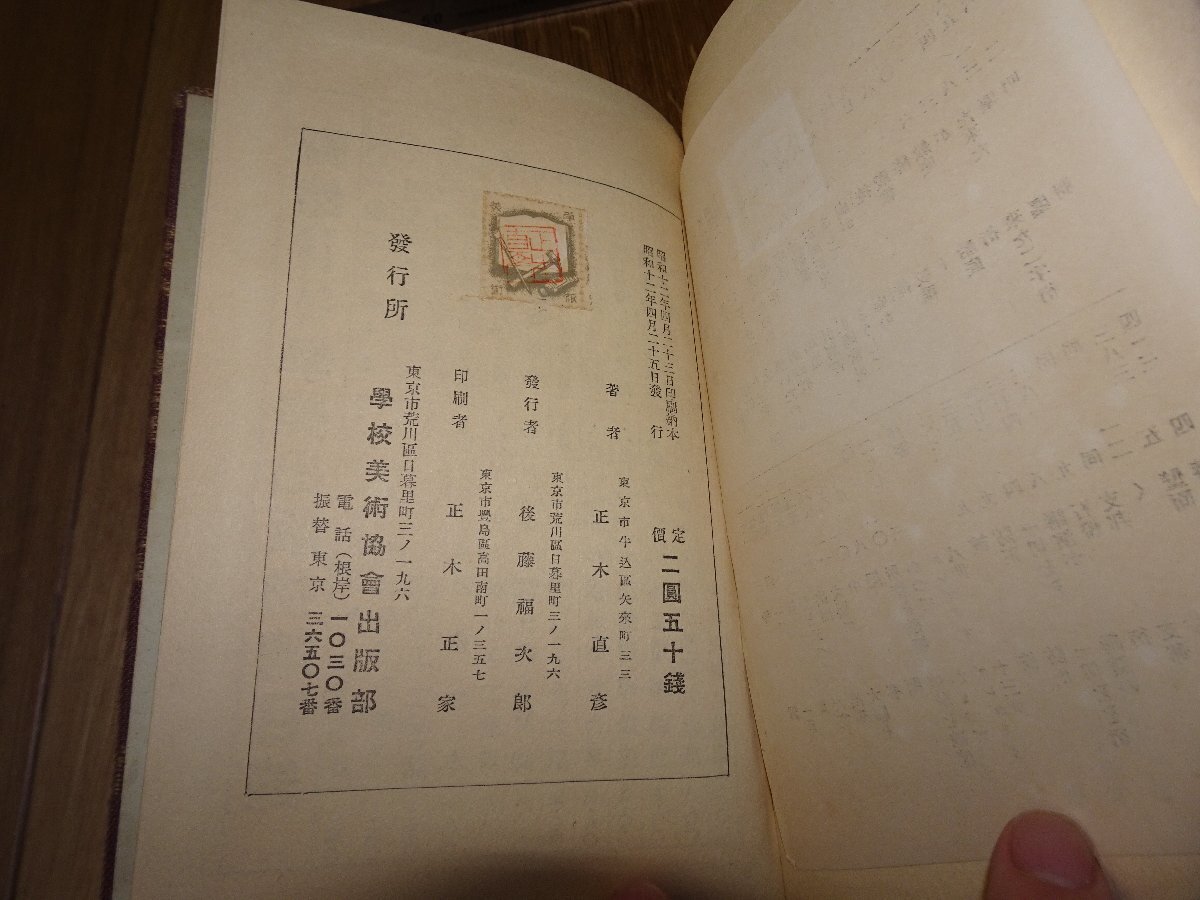 昭和十二年四月二十三日印刷納本
昭和十二年四月二十五日發行
定價 二圓五十錢
東京市牛込區矢來町三三
著者 正木直彦
東京市荒川區日暮里町三ノ一九六
發行者 後藤福次郎
東京市豐島區高田南町一ノ三五七
印刷者 正木正家
東京市荒川區日暮里町三ノ一九六
發行所 學校美術協會出版部
電話(根岸)一〇三〇番
振替東京三六五〇七番